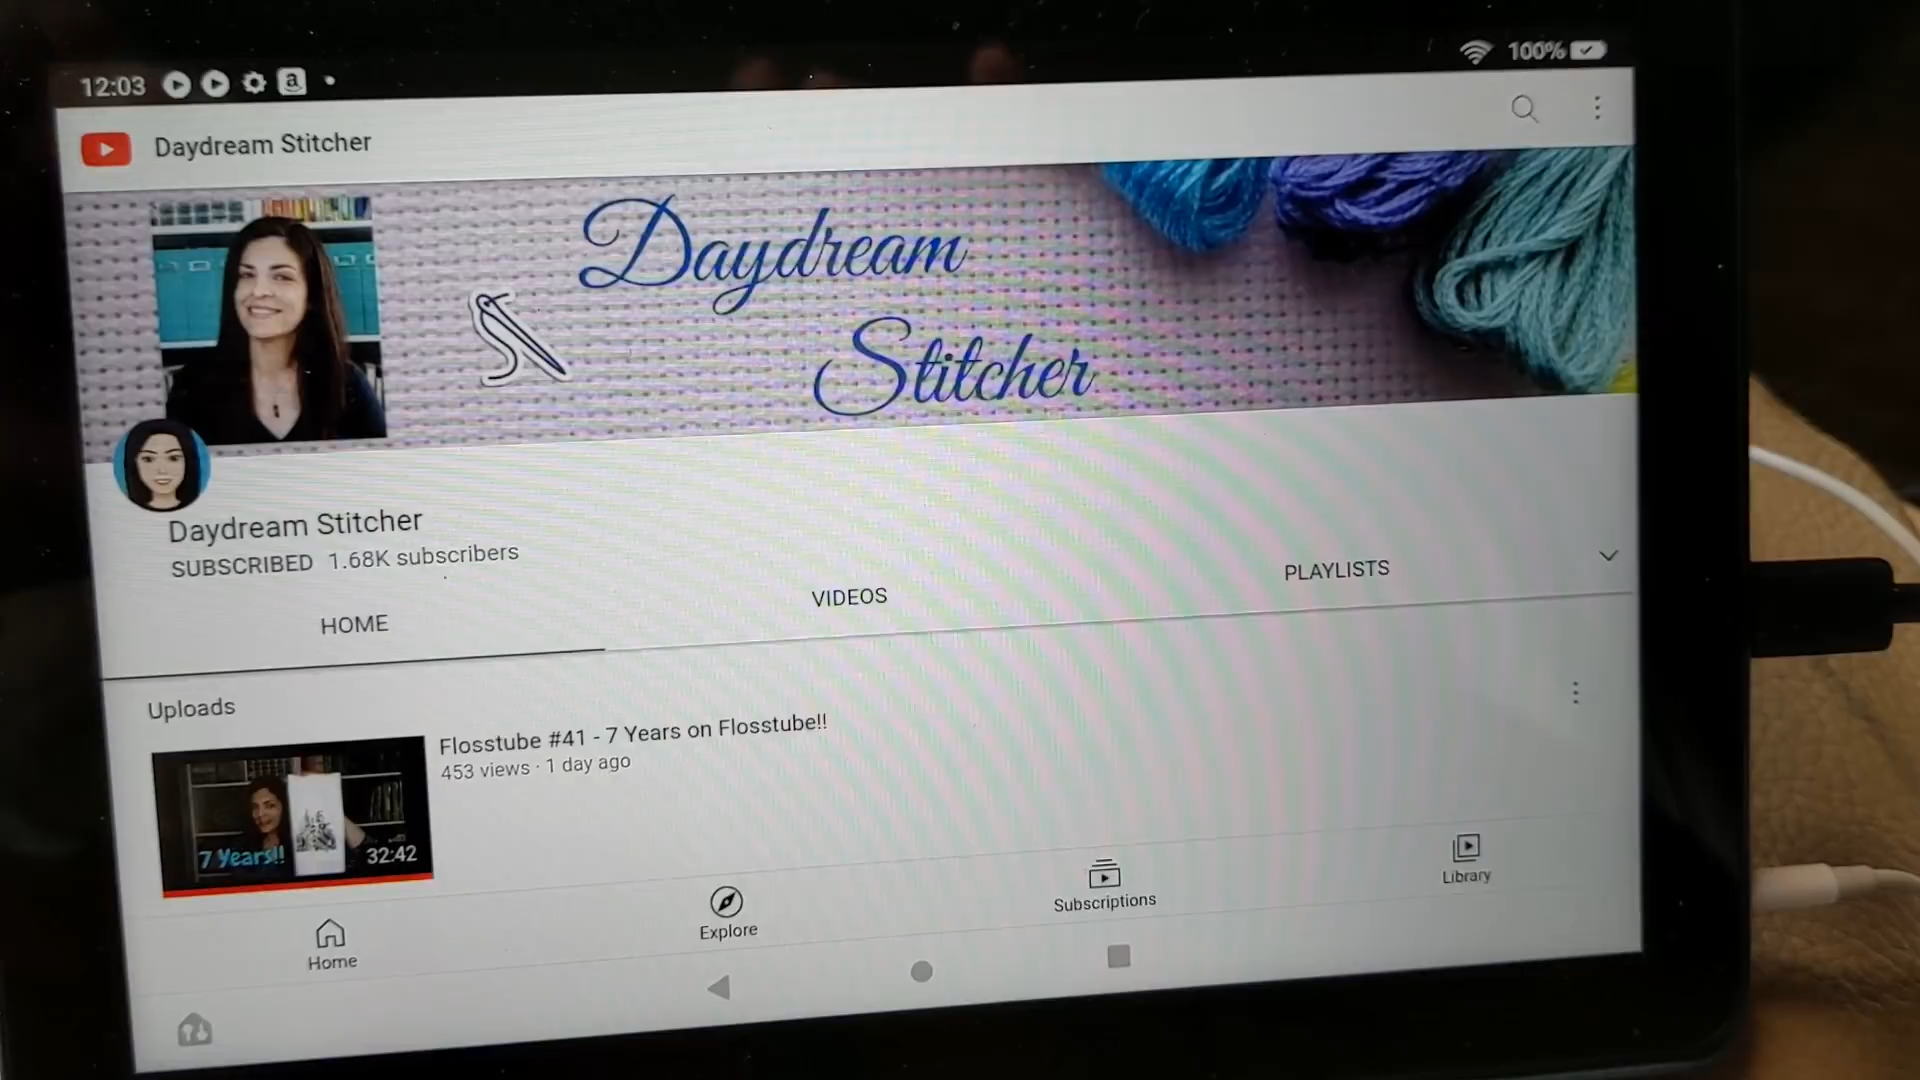 12:03
100%
Daydream Stitcher
Daydream
Stitcher
Daydream Stitcher
SUBSCRIBED 1.68K subscribers
HOME
VIDEOS
PLAYLISTS
Uploads
Flosstube #41 - 7 Years on Flosstube!!
453 views · 1 day ago
7 Years!!
32:42
Home
Explore
Subscriptions
Library